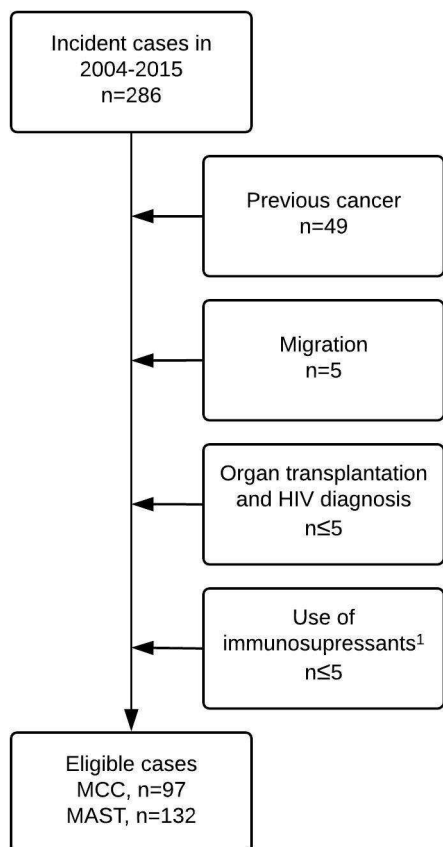 Incident cases in
2004-2015
n=286
Previous cancer
n=49
Migration
n=5
Organ transplantation
and HIV diagnosis
n≤5
Use of
immunosupressants¹
n≤5
Eligible cases
MCC, n=97
MAST, n=132